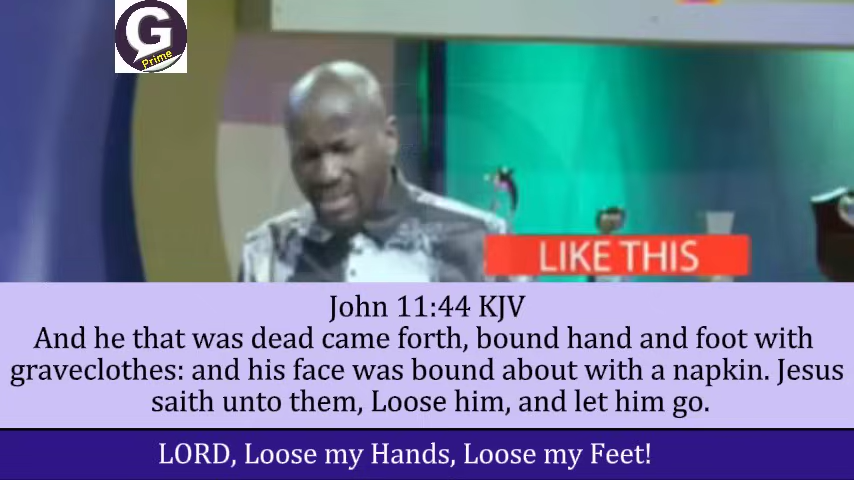 G
Prime
LIKE THIS
John 11:44 KJV
And he that was dead came forth, bound hand and foot with
graveclothes: and his face was bound about with a napkin. Jesus
saith unto them, Loose him, and let him go.
LORD, Loose my Hands, Loose my Feet!